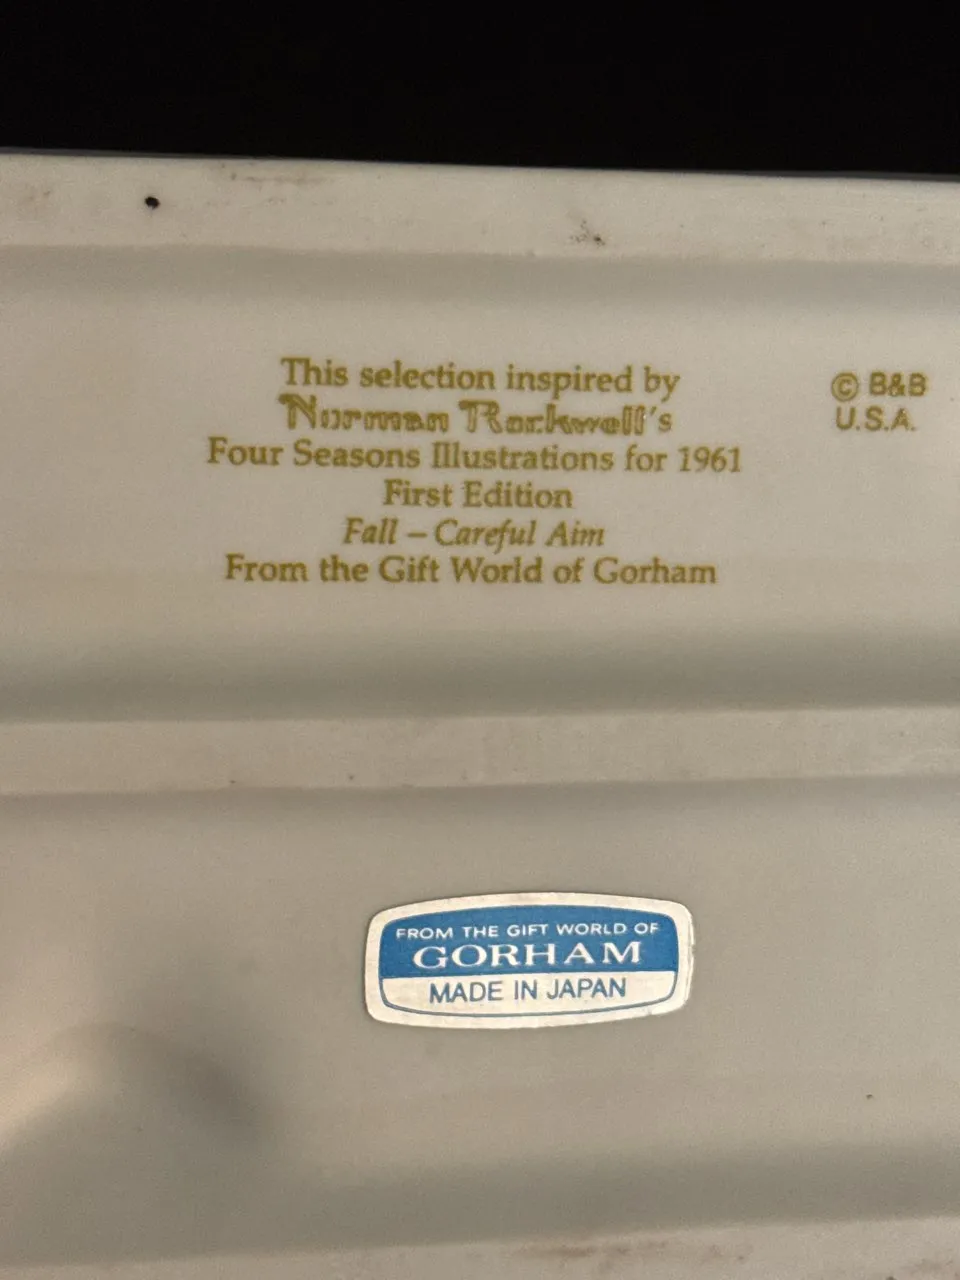 This selection inspired by
Norman Rockwell's
Four Seasons Illustrations for 1961
First Edition
Fall – Careful Aim
From the Gift World of Gorham
© B&B
U.S.A.
FROM THE GIFT WORLD OF
GORHAM
MADE IN JAPAN